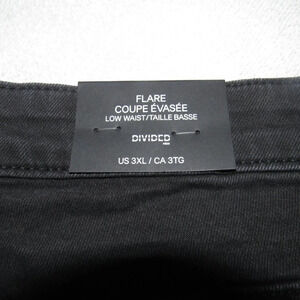 FLARE
COUPE ÉVASÉE
LOW WAIST/TAILLE BASSE
DIVIDED
US 3XL / CA 3TG